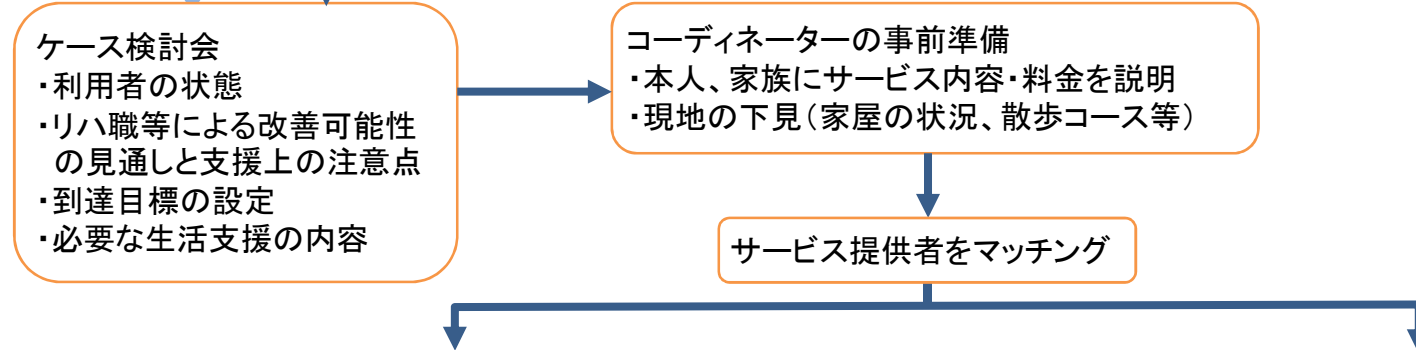 ケース検討会
・利用者の状態
・リハ職等による改善可能性
の見通しと支援上の注意点
・到達目標の設定
・必要な生活支援の内容
コーディネーターの事前準備
・本人、家族にサービス内容・料金を説明
・現地の下見（家屋の状況、散歩コース等）
サービス提供者をマッチング